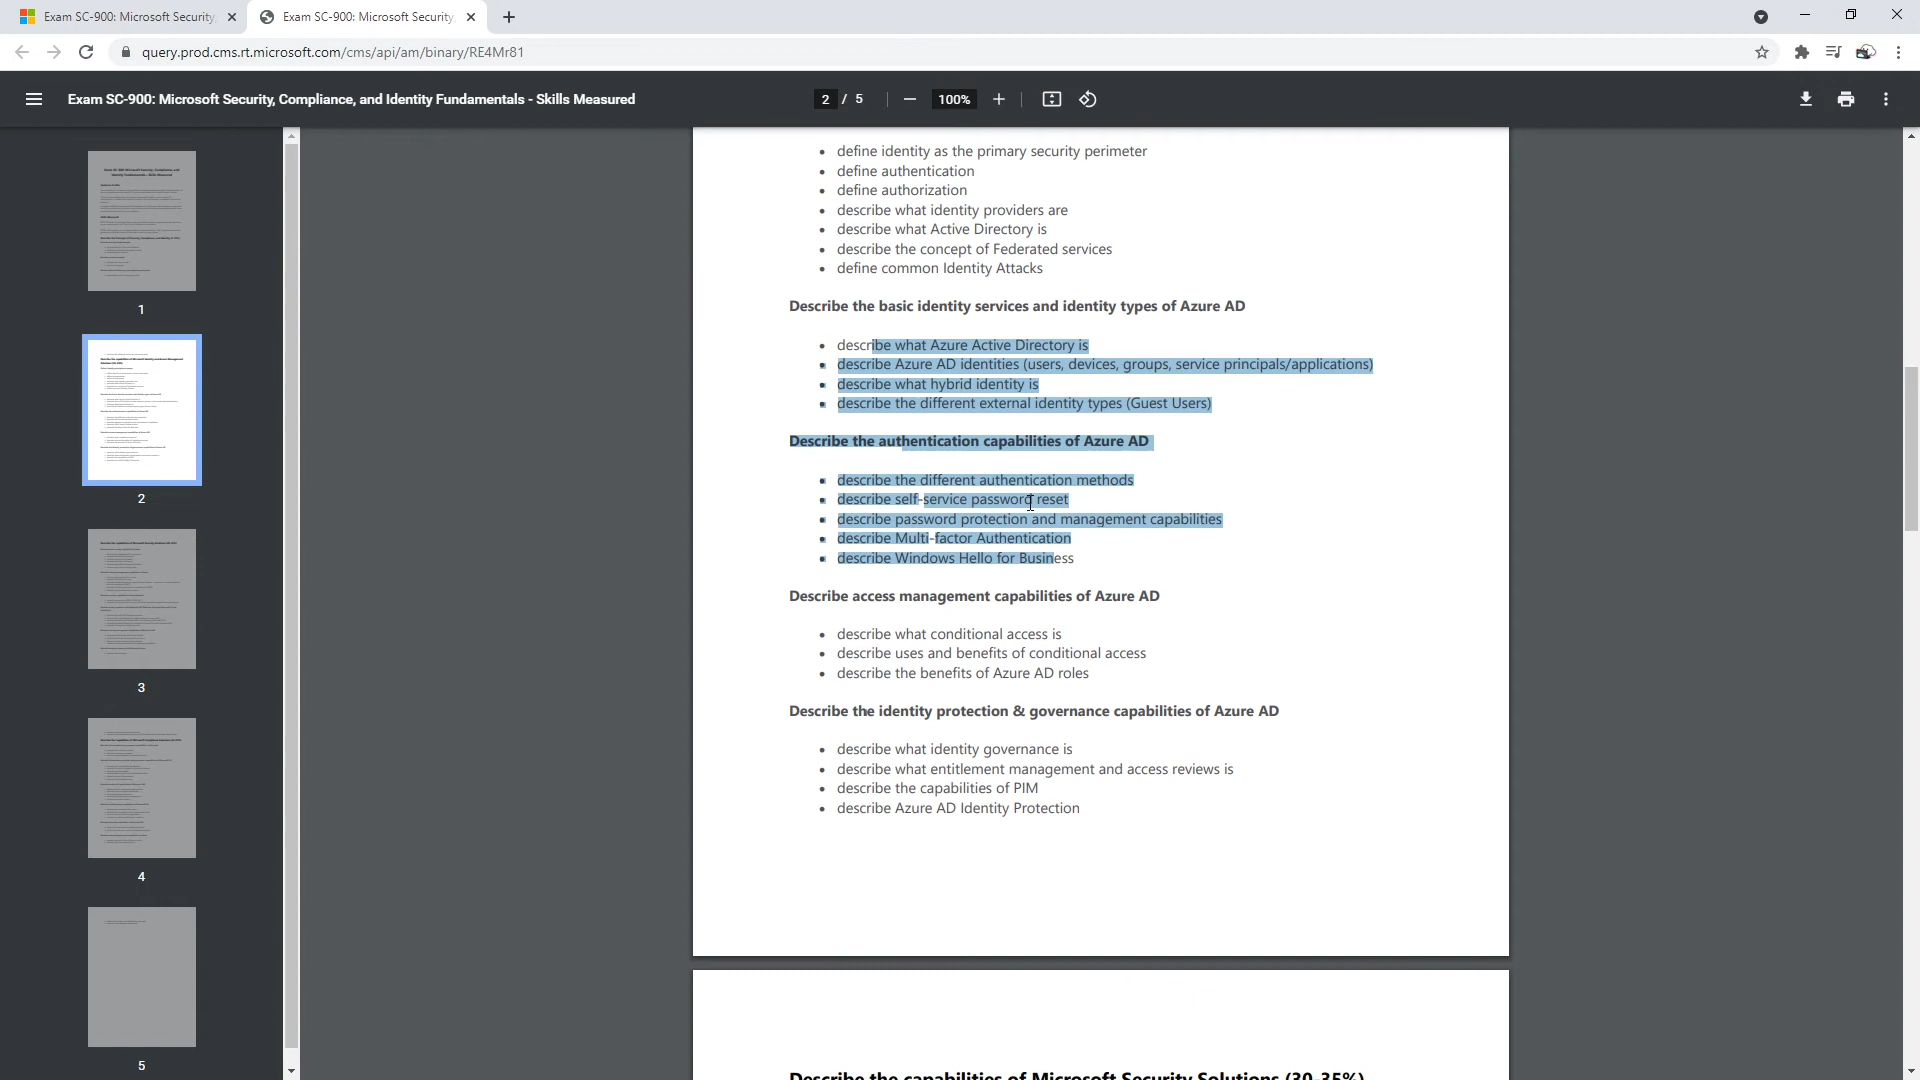 Exam SC-900: Microsoft Security,
Exam SC-900: Microsoft Security,
query.prod.cms.rt.microsoft.com/cms/api/am/binary/RE4Mr81
Exam SC-900: Microsoft Security, Compliance, and Identity Fundamentals - Skills Measured
2 / 5
100%
define identity as the primary security perimeter
define authentication
define authorization
describe what identity providers are
describe what Active Directory is
describe the concept of Federated services
define common Identity Attacks
Describe the basic identity services and identity types of Azure AD
describe what Azure Active Directory is
describe Azure AD identities (users, devices, groups, service principals/applications)
describe what hybrid identity is
describe the different external identity types (Guest Users)
Describe the authentication capabilities of Azure AD
describe the different authentication methods
describe self-service password reset
describe password protection and management capabilities
describe Multi-factor Authentication
describe Windows Hello for Business
Describe access management capabilities of Azure AD
describe what conditional access is
describe uses and benefits of conditional access
describe the benefits of Azure AD roles
Describe the identity protection & governance capabilities of Azure AD
describe what identity governance is
describe what entitlement management and access reviews is
describe the capabilities of PIM
describe Azure AD Identity Protection
Describe the capabilities of Microsoft Security Solutions (30-35%)
1
2
3
4
5